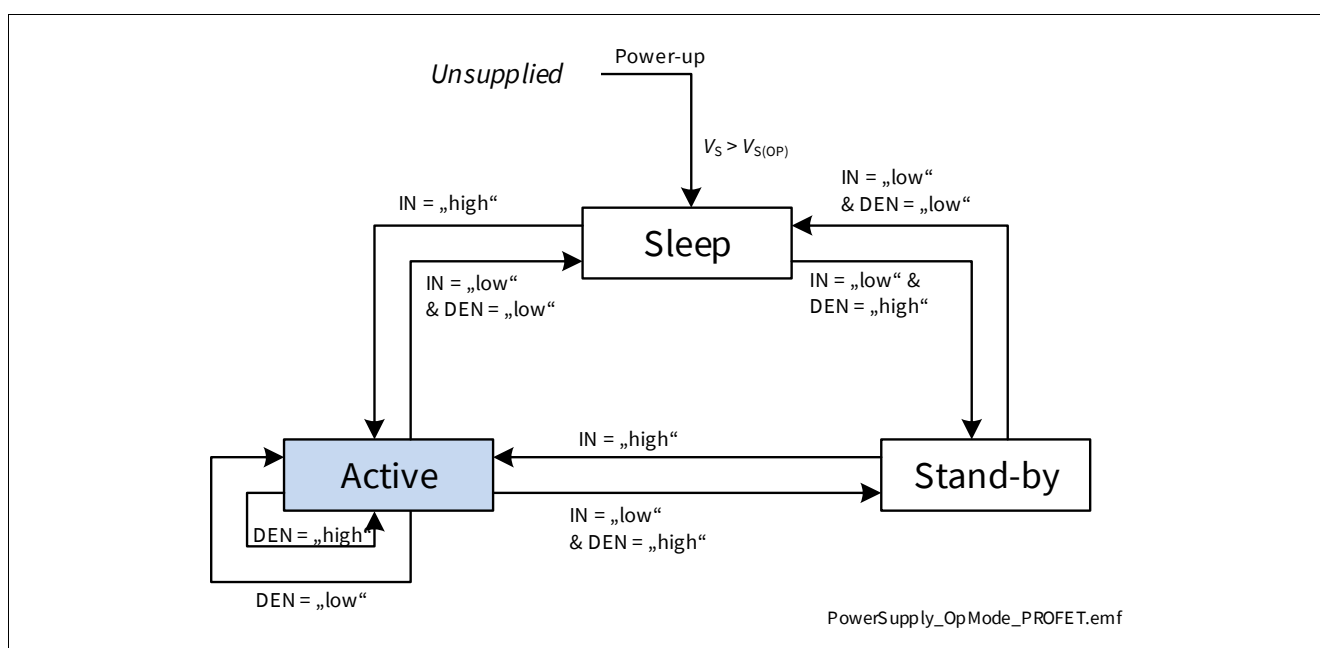 Power-up
Unsupplied
VS > VS(OP)
IN = „low“
& DEN = „low“
IN = „high“
Sleep
IN = „low“
& DEN = „low“
IN = „low“ &
DEN = „high“
IN = „high“
Active
Stand-by
IN = „low“
& DEN = „high“
DEN = „high“
DEN = „low“
PowerSupply_OpMode_PROFET.emf